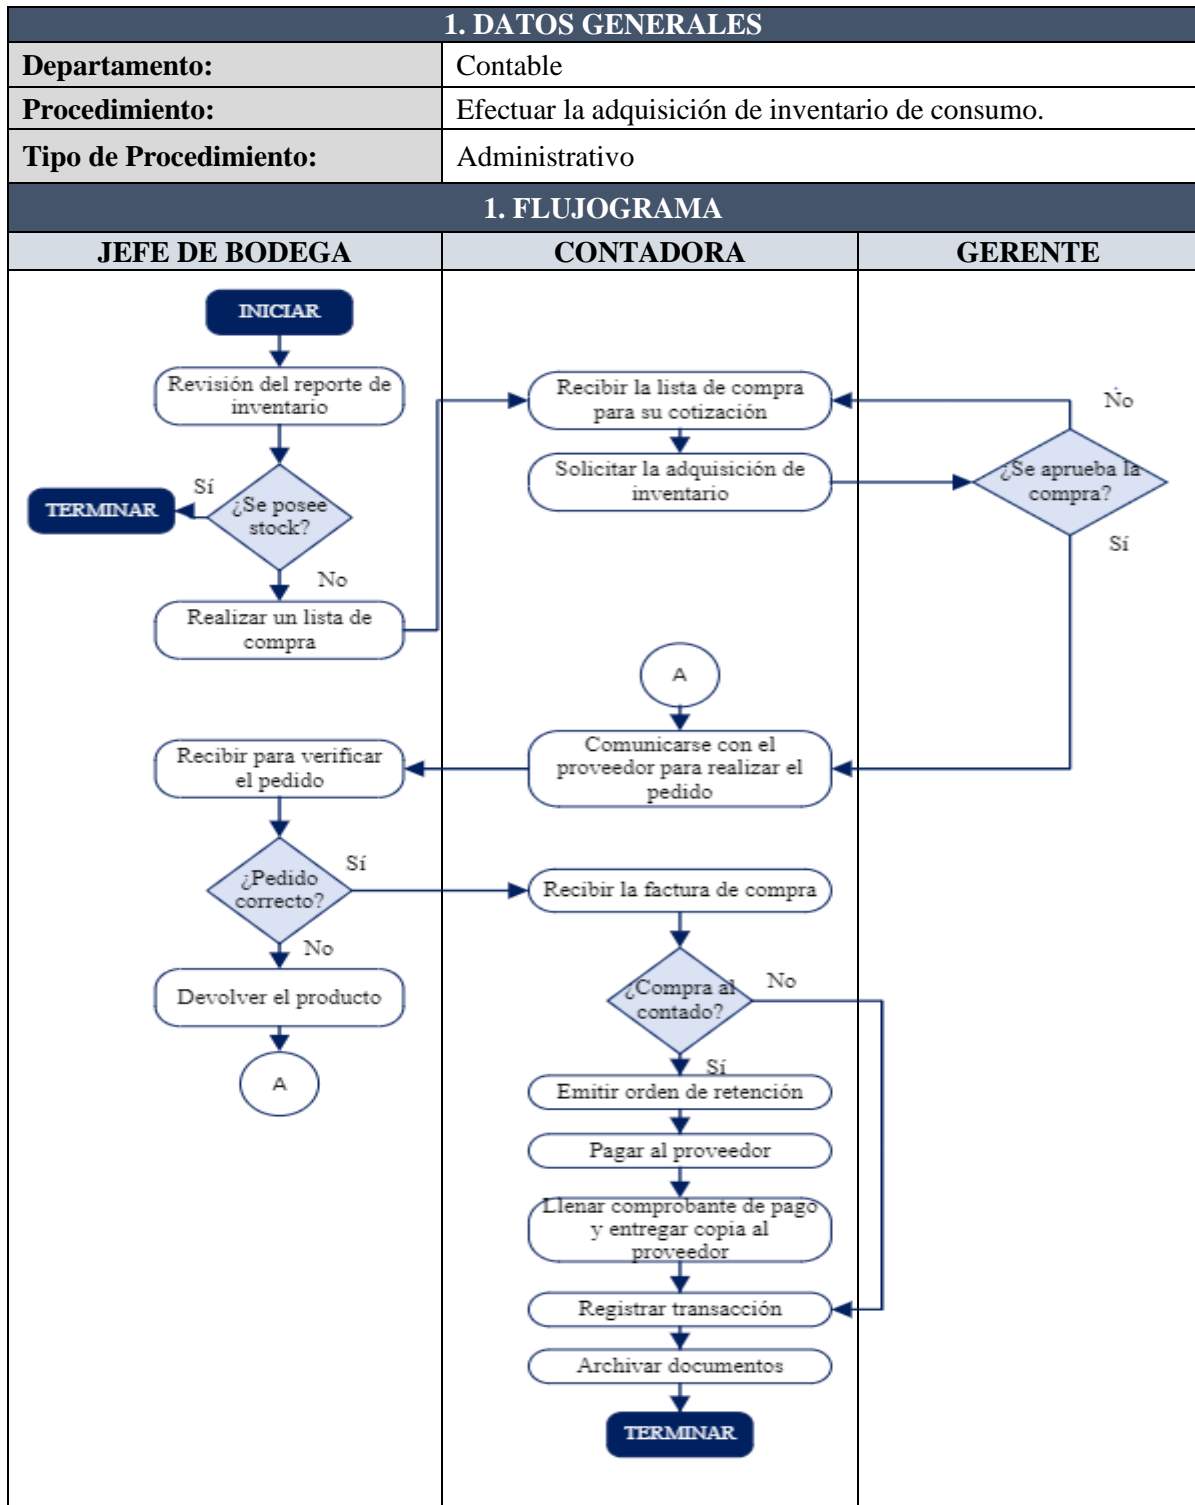 1. DATOS GENERALES
Departamento:
Contable
Procedimiento:
Efectuar la adquisición de inventario de consumo.
Tipo de Procedimiento:
Administrativo
1. FLUJOGRAMA
JEFE DE BODEGA
CONTADORA
GERENTE
INICIAR
Revisión del reporte de
inventario
¿Se posee
stock?
Sí
TERMINAR
No
Realizar un lista de
compra
Recibir la lista de compra
para su cotización
Solicitar la adquisición de
inventario
¿Se aprueba la
compra?
No
Sí
A
Comunicarse con el
proveedor para realizar el
pedido
Recibir para verificar
el pedido
¿Pedido
correcto?
Sí
No
Devolver el producto
A
Recibir la factura de compra
¿Compra al
contado?
No
Sí
Emitir orden de retención
Pagar al proveedor
Llenar comprobante de pago
y entregar copia al
proveedor
Registrar transacción
Archivar documentos
TERMINAR